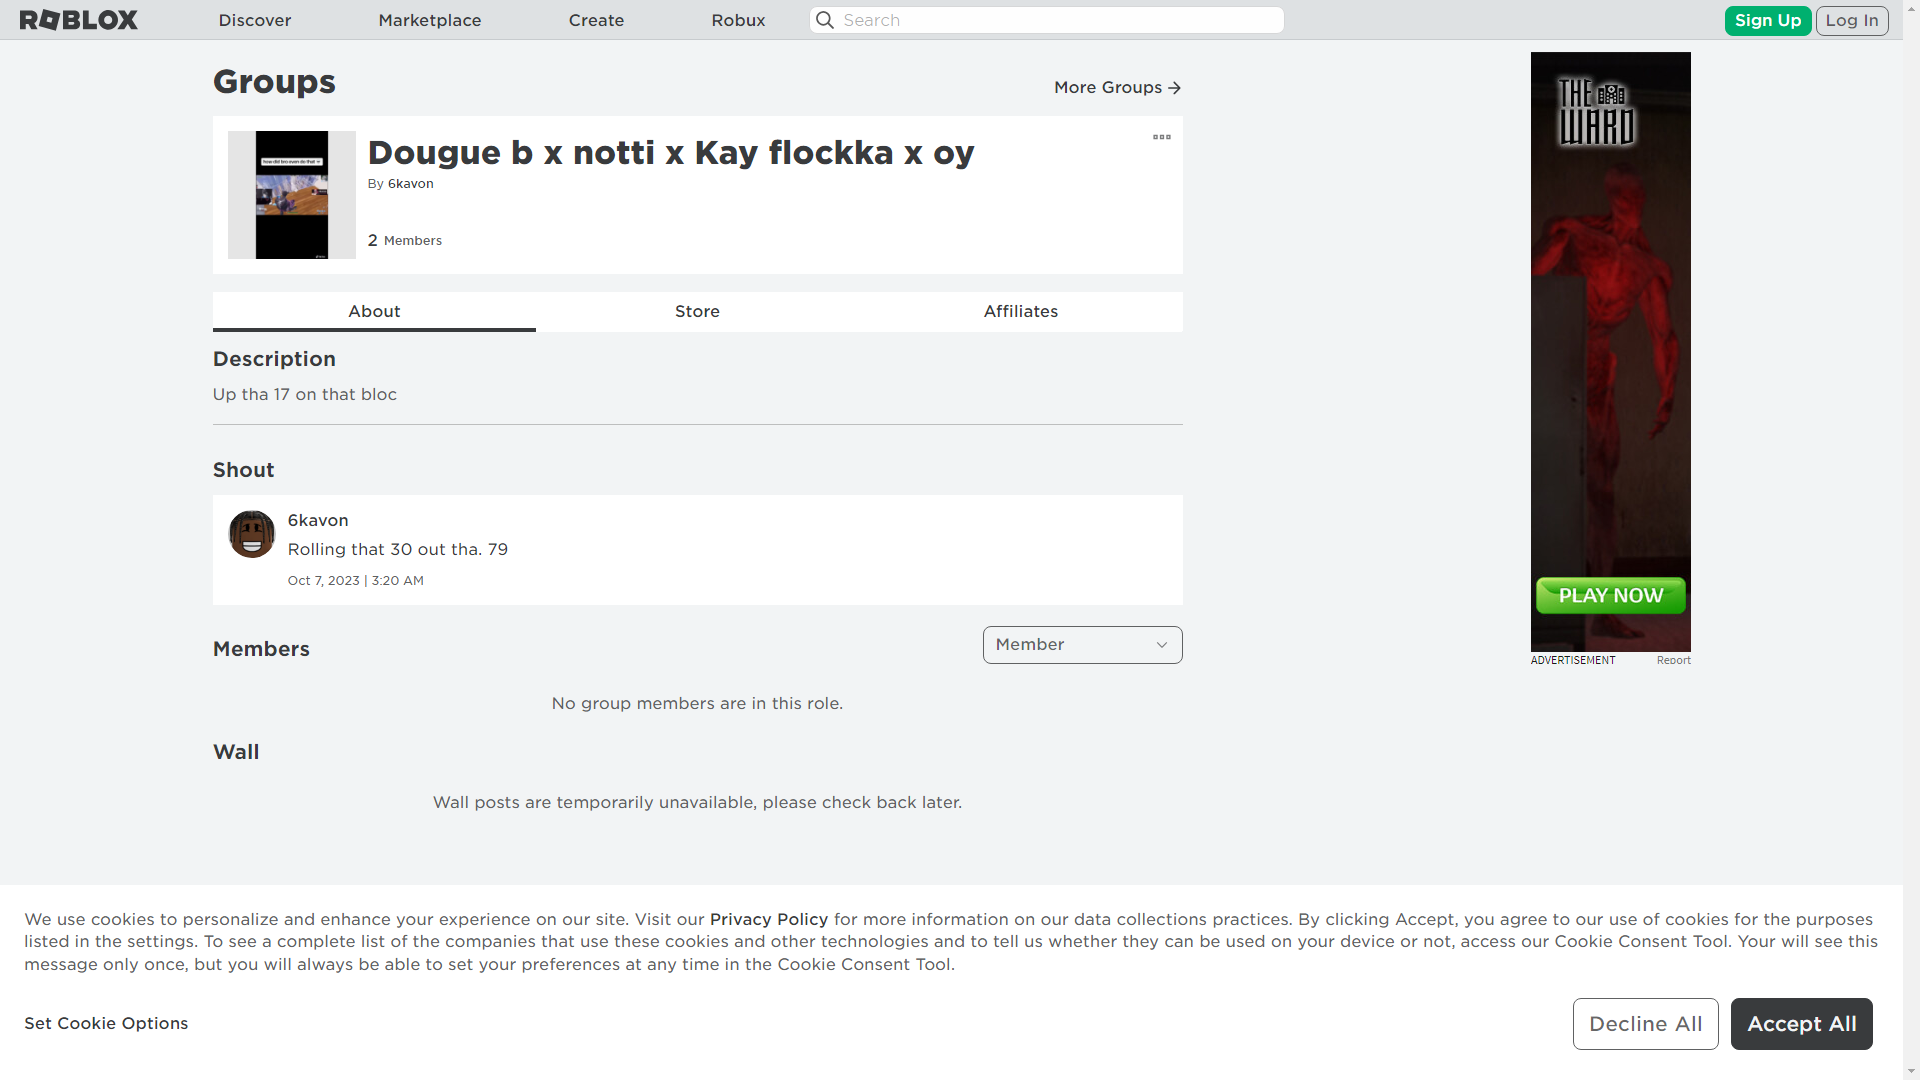 ROBLOX
Discover
Marketplace
Create
Robux
Search
Sign Up
Log In
Groups
More Groups
how did bro even do that
Dougue b x notti x Kay flockka x oy
By 6kavon
2 Members
About
Store
Affiliates
Description
Up tha 17 on that bloc
Shout
6kavon
Rolling that 30 out tha. 79
Oct 7, 2023 | 3:20 AM
Members
Member
No group members are in this role.
Wall
Wall posts are temporarily unavailable, please check back later.
THE
WARD
PLAY NOW
ADVERTISEMENT
Report
We use cookies to personalize and enhance your experience on our site. Visit our Privacy Policy for more information on our data collections practices. By clicking Accept, you agree to our use of cookies for the purposes
listed in the settings. To see a complete list of the companies that use these cookies and other technologies and to tell us whether they can be used on your device or not, access our Cookie Consent Tool. Your will see this
message only once, but you will always be able to set your preferences at any time in the Cookie Consent Tool.
Set Cookie Options
Decline All
Accept All